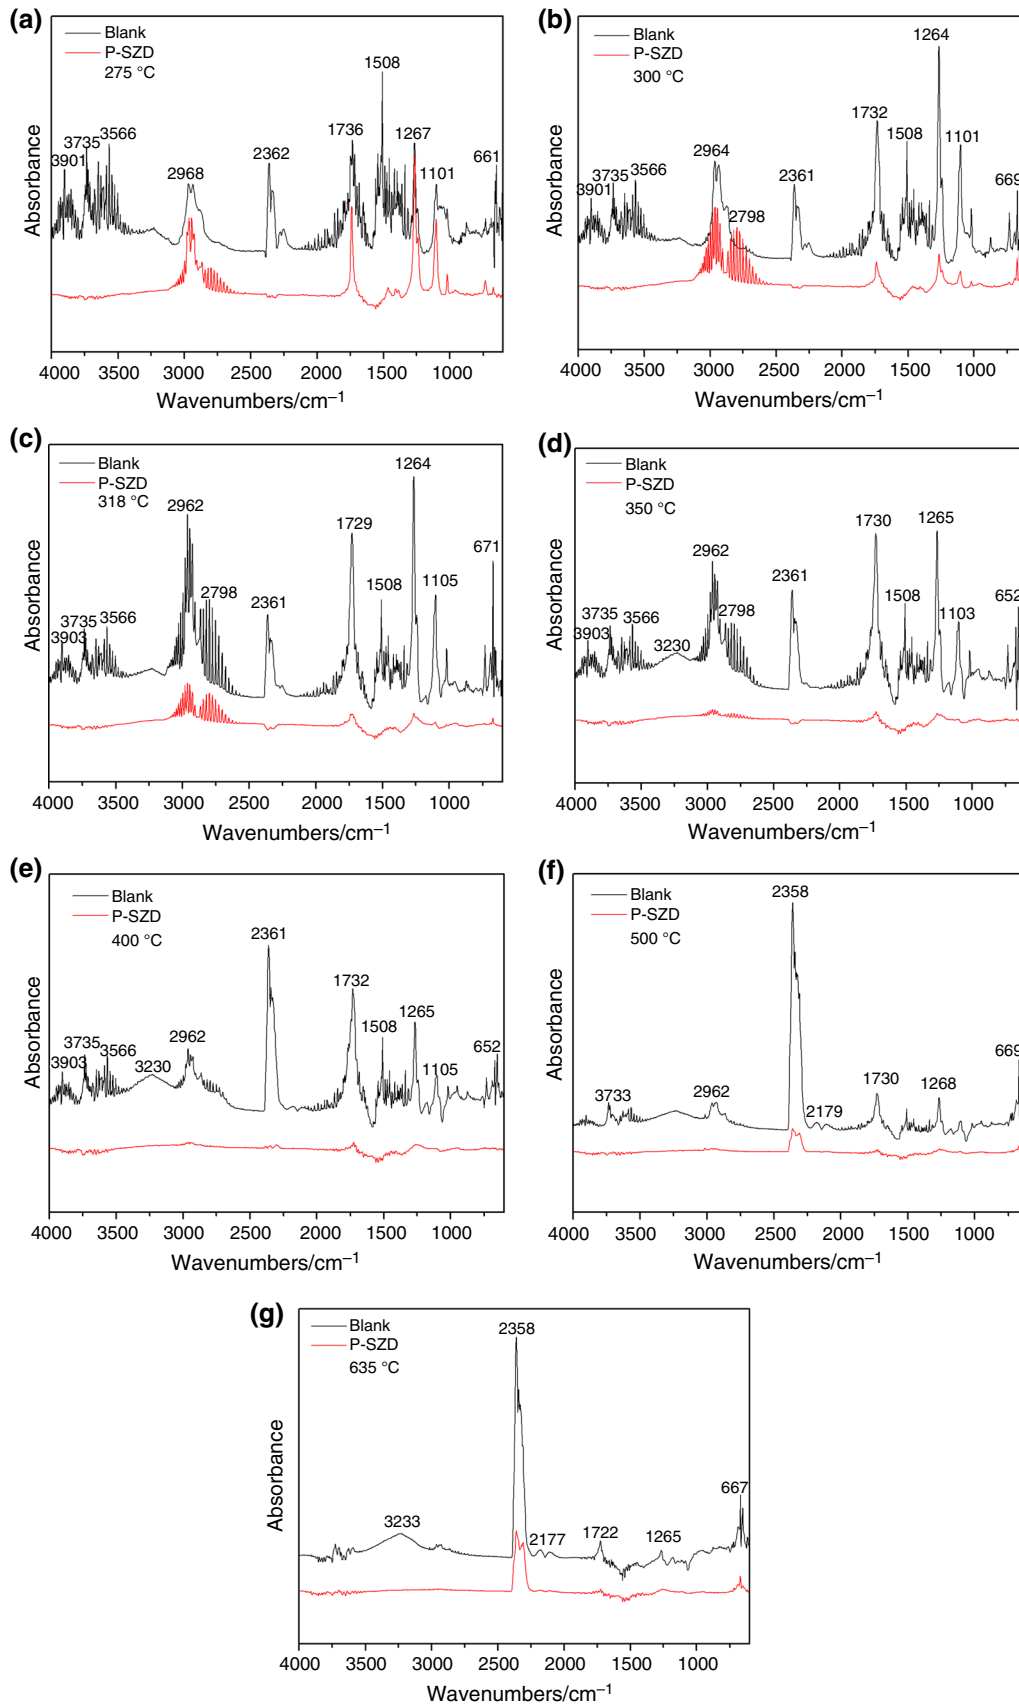 (a)
Blank
P-SZD
275 °C
3901
3735
3566
2968
2362
1736
1508
1267
1101
661
Absorbance
4000 3500 3000 2500 2000 1500 1000
Wavenumbers/cm⁻¹
(b)
Blank
P-SZD
300 °C
3901
3735
3566
2964
2798
2361
1732
1508
1264
1101
669
Absorbance
4000 3500 3000 2500 2000 1500 1000
Wavenumbers/cm⁻¹
(c)
Blank
P-SZD
318 °C
3903
3735
3566
2962
2798
2361
1729
1508
1264
1105
671
Absorbance
4000 3500 3000 2500 2000 1500 1000
Wavenumbers/cm⁻¹
(d)
Blank
P-SZD
350 °C
3903
3735
3566
3230
2962
2798
2361
1730
1508
1265
1103
652
Absorbance
4000 3500 3000 2500 2000 1500 1000
Wavenumbers/cm⁻¹
(e)
Blank
P-SZD
400 °C
3903
3735
3566
3230
2962
2361
1732
1508
1265
1105
652
Absorbance
4000 3500 3000 2500 2000 1500 1000
Wavenumbers/cm⁻¹
(f)
Blank
P-SZD
500 °C
3733
2962
2358
2179
1730
1268
669
Absorbance
4000 3500 3000 2500 2000 1500 1000
Wavenumbers/cm⁻¹
(g)
Blank
P-SZD
635 °C
3233
2358
2177
1722
1265
667
Absorbance
4000 3500 3000 2500 2000 1500 1000
Wavenumbers/cm⁻¹